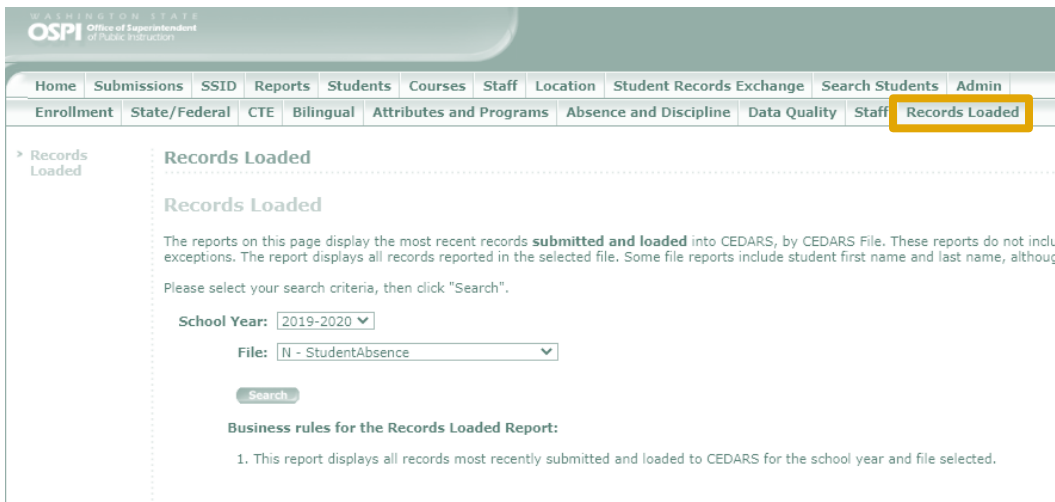 WASHINGTON STATE
OSPI Office of Superintendent
of Public Instruction
Home Submissions SSID Reports Students Courses Staff Location Student Records Exchange Search Students Admin
Enrollment State/Federal CTE Bilingual Attributes and Programs Absence and Discipline Data Quality Staff Records Loaded
Records
Loaded
Records Loaded
Records Loaded
The reports on this page display the most recent records submitted and loaded into CEDARS, by CEDARS File. These reports do not inclu
exceptions. The report displays all records reported in the selected file. Some file reports include student first name and last name, althoug
Please select your search criteria, then click "Search".
School Year: 2019-2020
File: N - StudentAbsence
Search
Business rules for the Records Loaded Report:
1. This report displays all records most recently submitted and loaded to CEDARS for the school year and file selected.